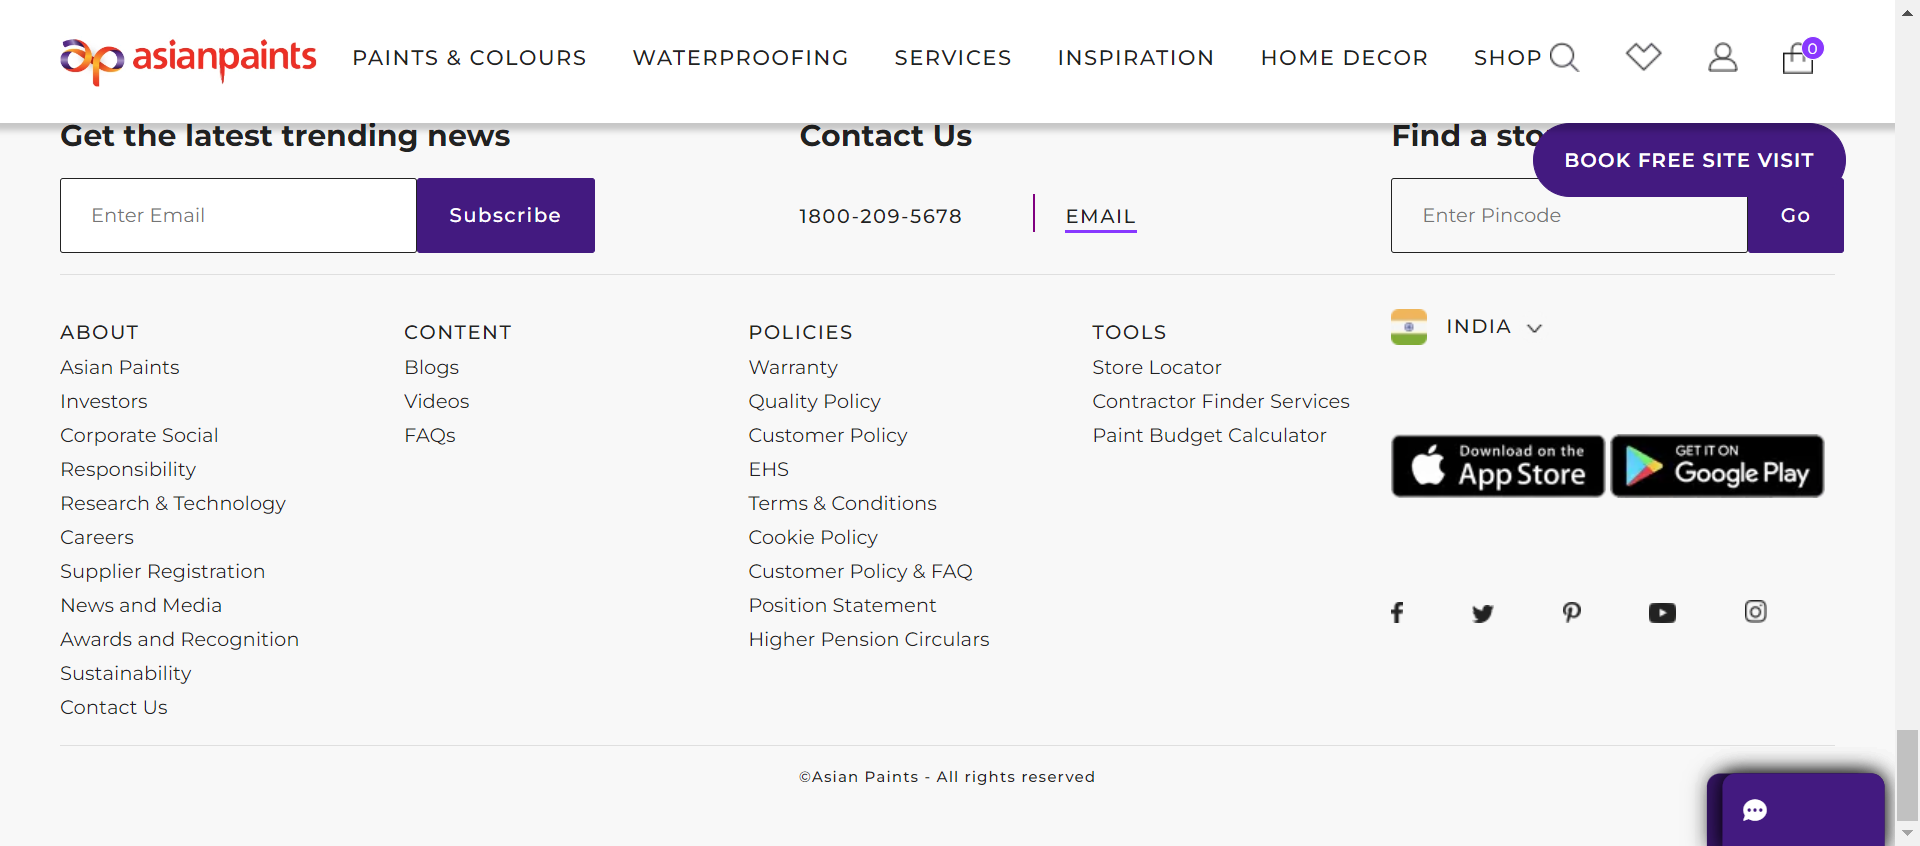 asianpaints
PAINTS & COLOURS WATERPROOFING SERVICES INSPIRATION HOME DECOR SHOP 0
Get the latest trending news
Enter Email Subscribe
Contact Us
1800-209-5678 EMAIL
Find a sto
BOOK FREE SITE VISIT
Enter Pincode Go
ABOUT
Asian Paints
Investors
Corporate Social
Responsibility
Research & Technology
Careers
Supplier Registration
News and Media
Awards and Recognition
Sustainability
Contact Us
CONTENT
Blogs
Videos
FAQs
POLICIES
Warranty
Quality Policy
Customer Policy
EHS
Terms & Conditions
Cookie Policy
Customer Policy & FAQ
Position Statement
Higher Pension Circulars
TOOLS
Store Locator
Contractor Finder Services
Paint Budget Calculator
INDIA
Download on the
App Store
GET IT ON
Google Play
©Asian Paints - All rights reserved